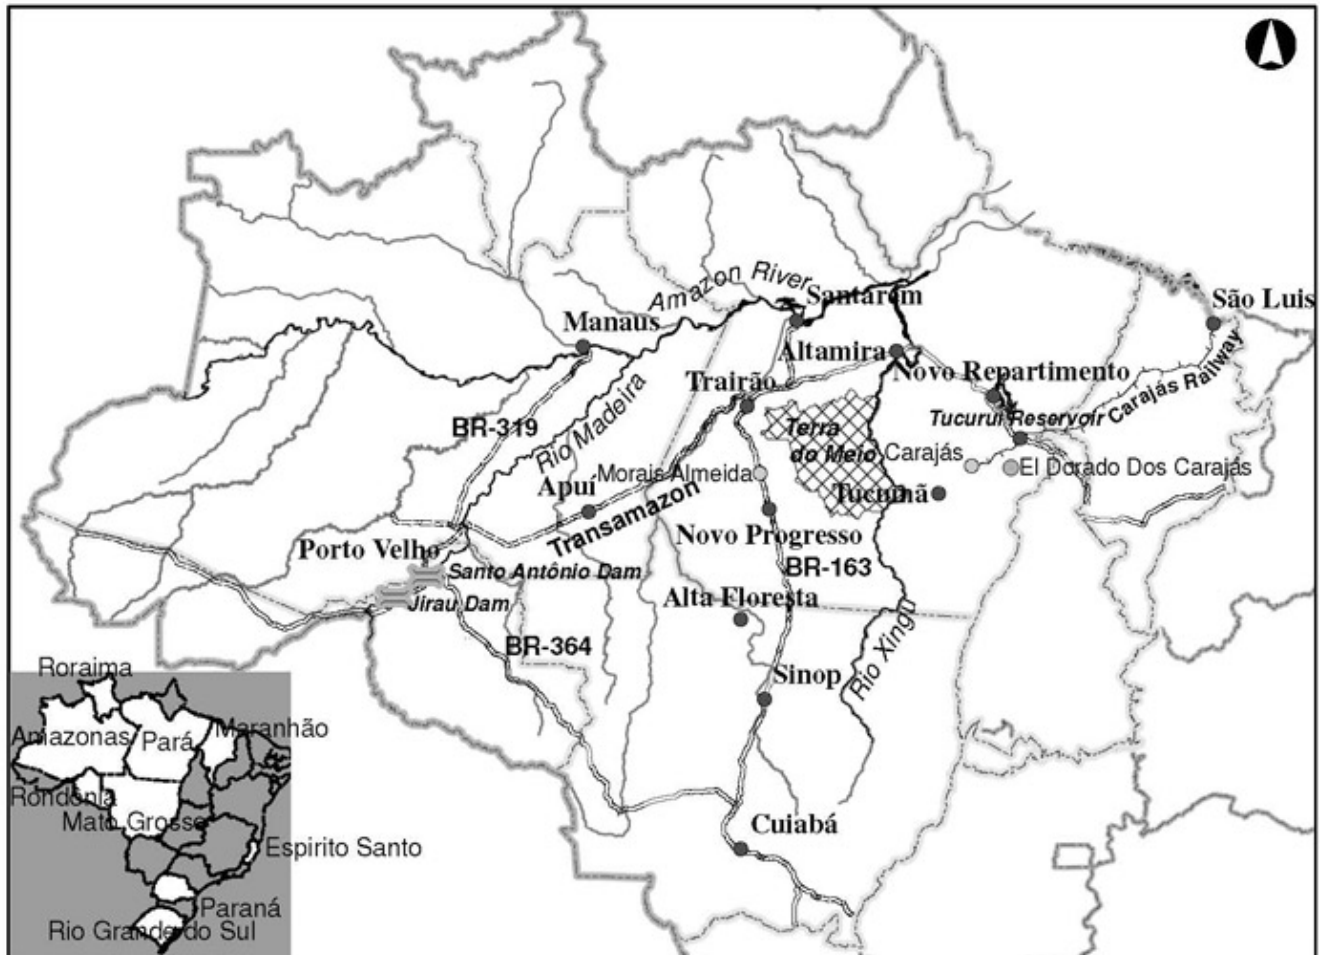 Amazon River
Santarém
São Luis
Manaus
Altamira
Novo Repartimento
Trairão
Carajás Railway
Tucuruí Reservoir
BR-319
Rio Madeira
Terra
do Meio
Carajás
El Dorado Dos Carajás
Morais Almeida
Apuí
Tucumã
Transamazon
Novo Progresso
Porto Velho
BR-163
Santo Antônio Dam
Jirau Dam
Alta Floresta
Rio Xingu
BR-364
Sinop
Cuiabá
Roraima
Maranhão
Amazonas
Pará
Rondônia
Mato Grosso
Espirito Santo
Paraná
Rio Grande do Sul